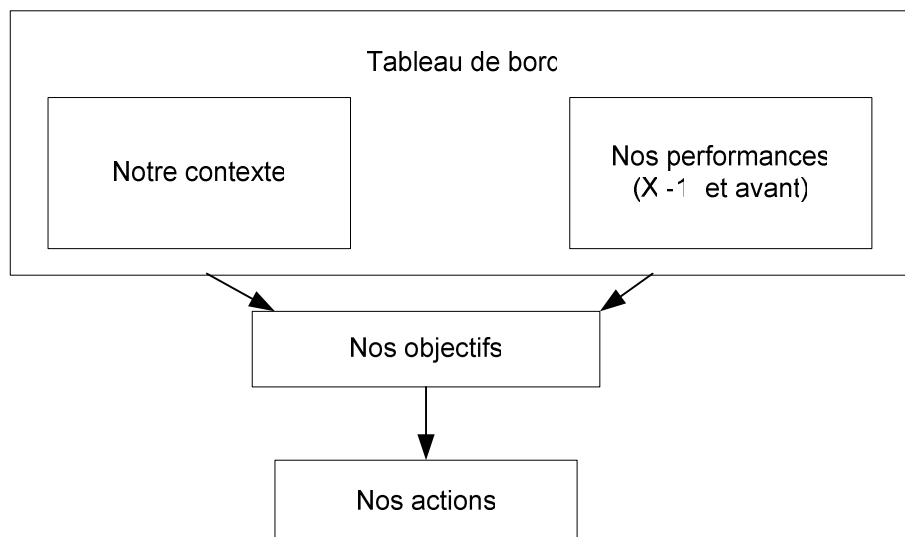 Tableau de bord
Notre contexte
Nos performances
(X -1 et avant)
Nos objectifs
Nos actions